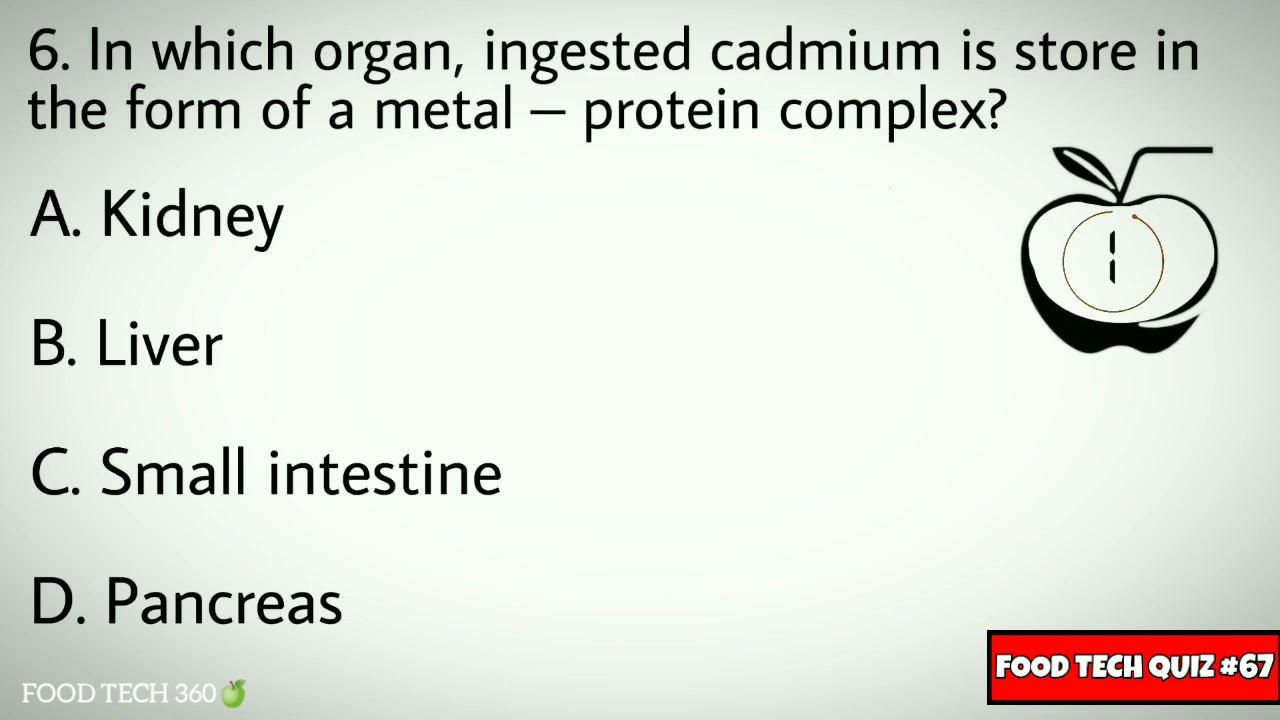 6. In which organ, ingested cadmium is store in
the form of a metal – protein complex?
A. Kidney
1
B. Liver
C. Small intestine
D. Pancreas
FOOD TECH QUIZ #67
FOOD TECH 360